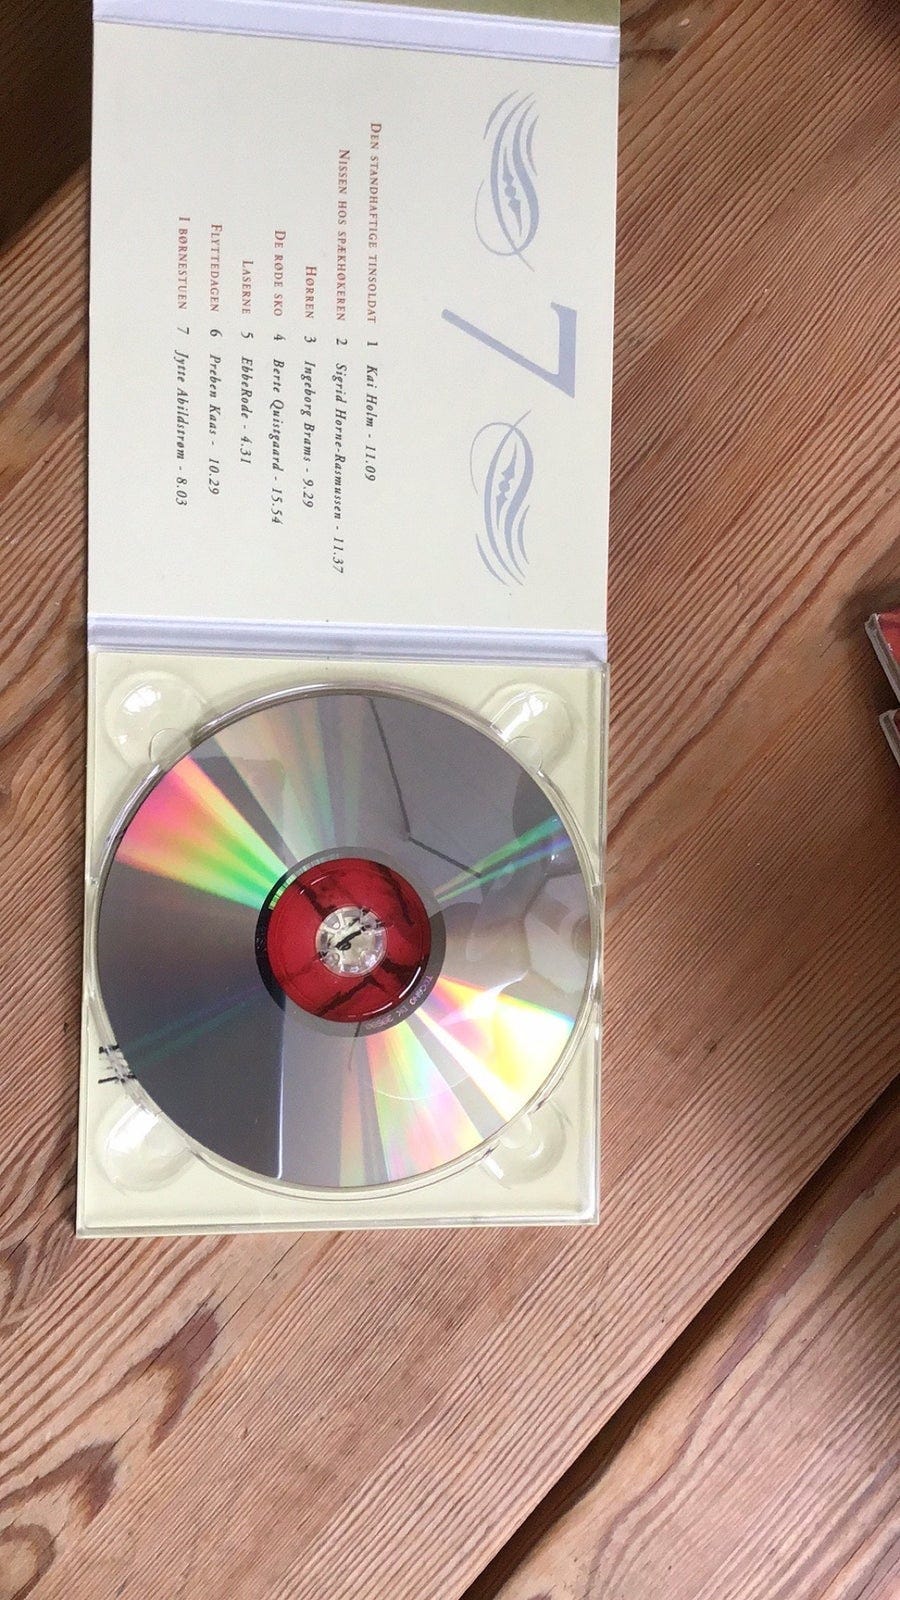 7
DEN STANDHAFTIGE TINSOLDAT 1 Kai Holm - 11.09
NISSEN HOS SPÆKHØKEREN 2 Sigrid Horne-Rasmussen - 11.37
HØRREN 3 Ingeborg Brams - 9.29
DE RØDE SKO 4 Berte Quistgaard - 15.54
LASERNE 5 EbbeRode - 4.31
FLYTTEDAGEN 6 Preben Kaas - 10.29
I BØRNESTUEN 7 Jytte Abildstrøm - 8.03